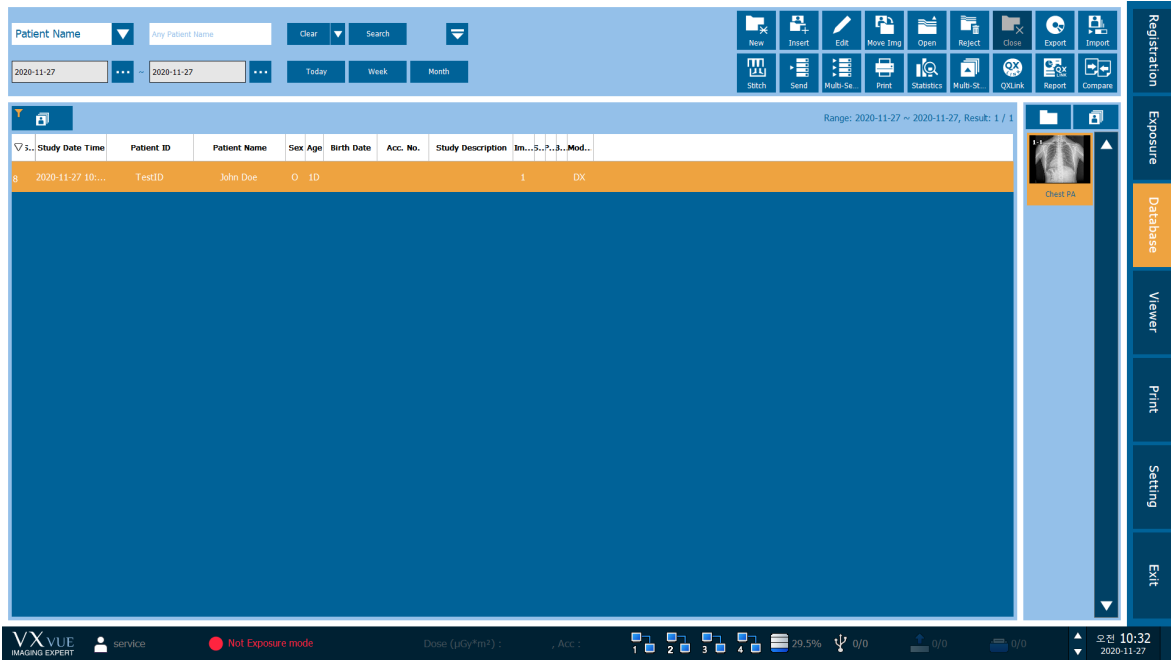 Patient Name Any Patient Name Clear Search
New Insert Edit Move Img Open Reject Close Export Import
2020-11-27 ••• ~ 2020-11-27 ••• Today Week Month
Stitch Send Multi-Se... Print Statistics Multi-St... QXLink Report Compare
Range: 2020-11-27 ~ 2020-11-27, Result: 1 / 1
S.. Study Date Time Patient ID Patient Name Sex Age Birth Date Acc. No. Study Description Im... S.. P.. B... Mod..
8 2020-11-27 10:... TestID John Doe O 1D 1 DX
1-1
Chest PA
Registration
Exposure
Database
Viewer
Print
Setting
Exit
VXVUE
IMAGING EXPERT
service
Not Exposure mode
Dose (μGy*m²) : , Acc :
1 2 3 4
29.5%
0/0
0/0
0/0
오전 10:32
2020-11-27